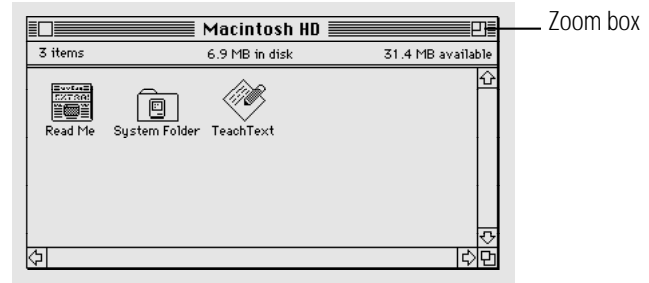 Macintosh HD
Zoom box
3 items 6.9 MB in disk 31.4 MB available
EXTRA!
Read Me System Folder TeachText